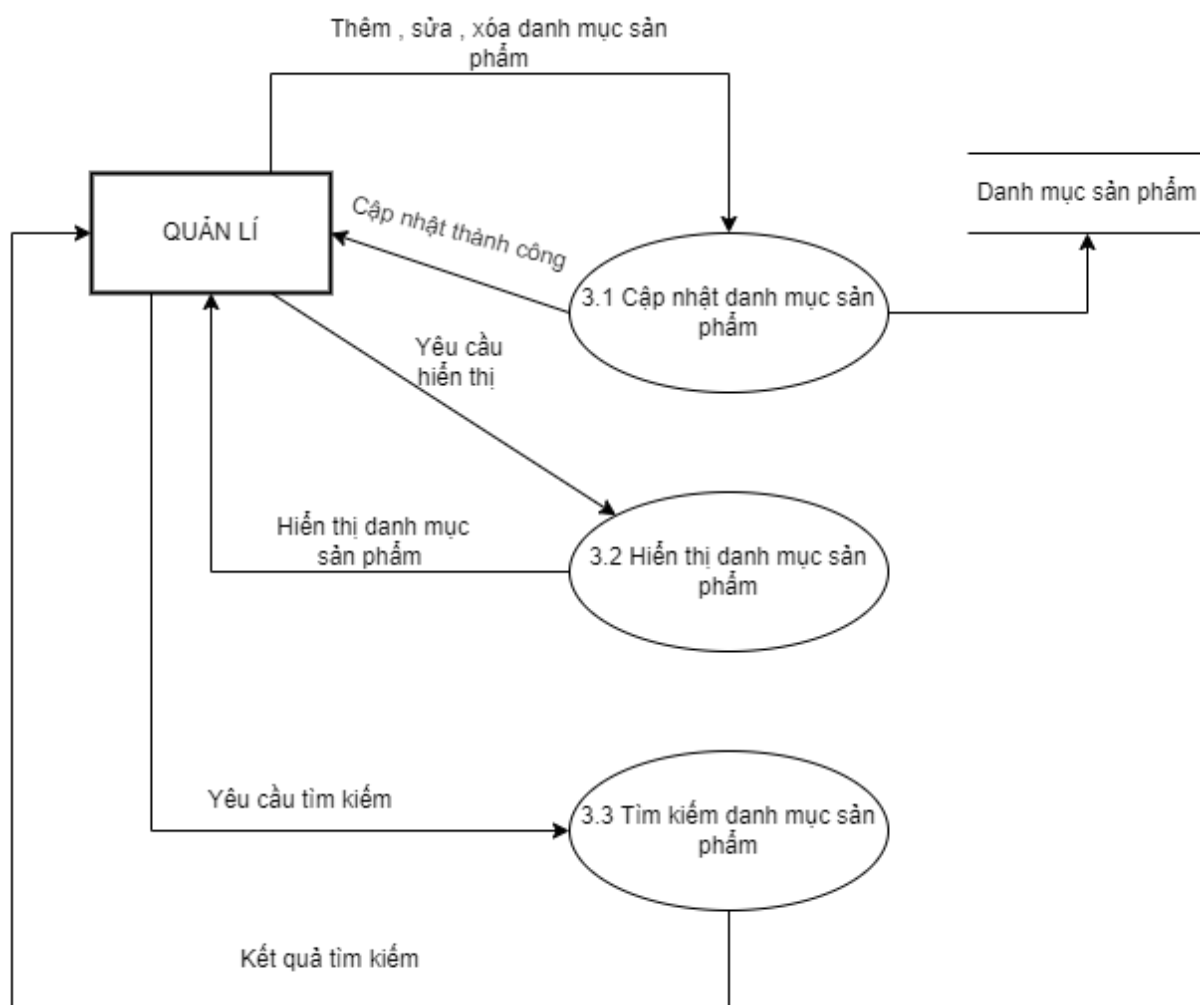 Thêm , sửa , xóa danh mục sản
phẩm
Danh mục sản phẩm
QUẢN LÍ
Cập nhật thành công
3.1 Cập nhật danh mục sản
phẩm
Yêu cầu
hiển thị
Hiển thị danh mục
sản phẩm
3.2 Hiển thị danh mục sản
phẩm
Yêu cầu tìm kiếm
3.3 Tìm kiếm danh mục sản
phẩm
Kết quả tìm kiếm